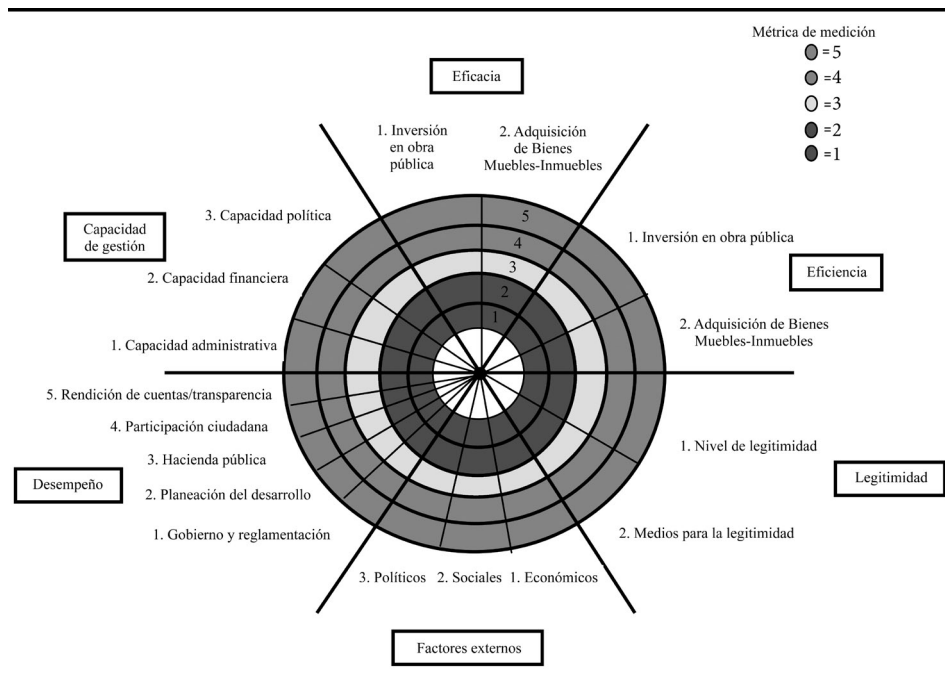 Métrica de medición
=5
=4
=3
=2
=1
Eficacia
1. Inversión
en obra
pública
2. Adquisición
de Bienes
Muebles-Inmuebles
Capacidad
de gestión
3. Capacidad política
2. Capacidad financiera
1. Capacidad administrativa
5
4
3
2
1
1. Inversión en obra pública
Eficiencia
2. Adquisición de Bienes
Muebles-Inmuebles
5. Rendición de cuentas/transparencia
4. Participación ciudadana
3. Hacienda pública
Desempeño
2. Planeación del desarrollo
1. Gobierno y reglamentación
1. Nivel de legitimidad
Legitimidad
2. Medios para la legitimidad
3. Políticos
2. Sociales
1. Económicos
Factores externos